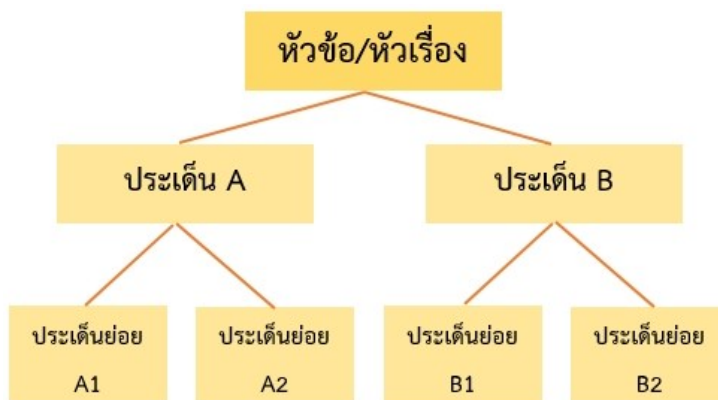 หัวข้อ/หัวเรื่อง
ประเด็น A
ประเด็น B
ประเด็นย่อย
A1
ประเด็นย่อย
A2
ประเด็นย่อย
B1
ประเด็นย่อย
B2